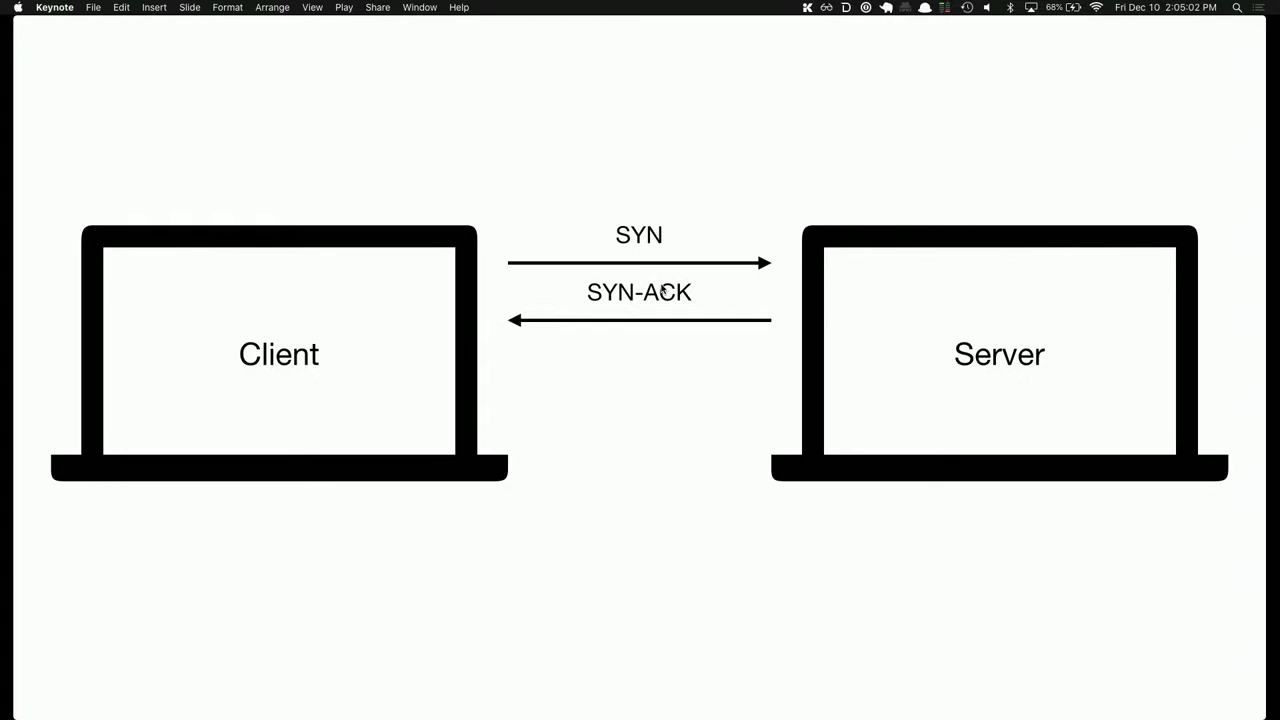 Keynote File Edit Insert Slide Format Arrange View Play Share Window Help 68% Fri Dec 10 2:05:02 PM
SYN
SYN-ACK
Client
Server